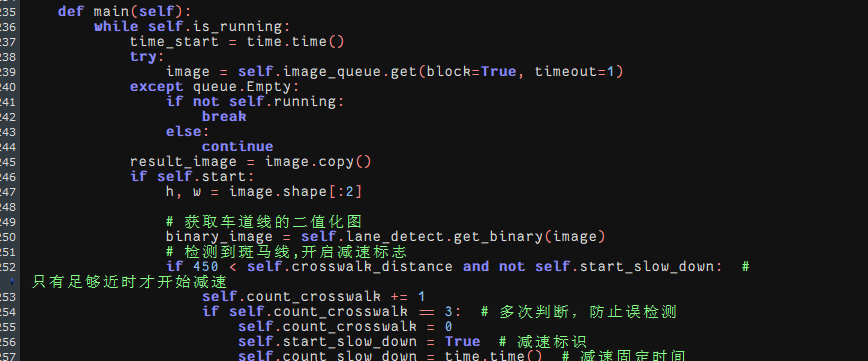 235 def main(self):
236 while self.is_running:
237 time_start = time.time()
238 try:
239 image = self.image_queue.get(block=True, timeout=1)
240 except queue.Empty:
241 if not self.running:
242 break
243 else:
244 continue
245 result_image = image.copy()
246 if self.start:
247 h, w = image.shape[:2]
248
249 # 获取车道线的二值化图
250 binary_image = self.lane_detect.get_binary(image)
251 # 检测到斑马线,开启减速标志
252 if 450 < self.crosswalk_distance and not self.start_slow_down: #
只有足够近时才开始减速
253 self.count_crosswalk += 1
254 if self.count_crosswalk == 3: # 多次判断，防止误检测
255 self.count_crosswalk = 0
256 self.start_slow_down = True # 减速标识
257 self.count_slow_down = time.time() # 减速固定时间